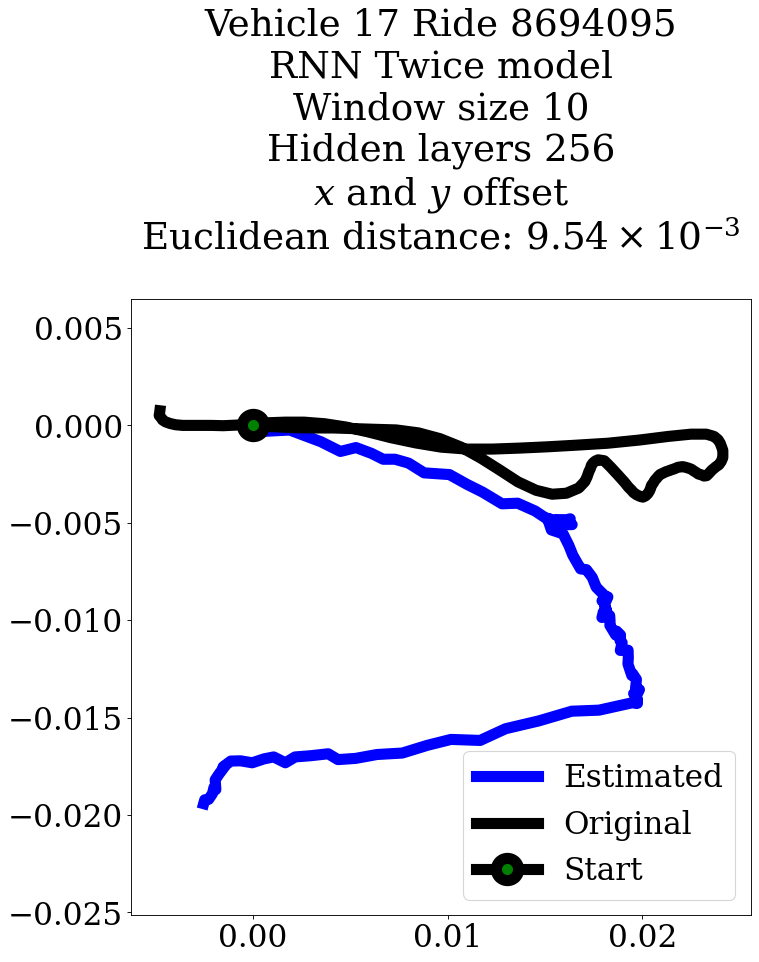 Vehicle 17 Ride 8694095
RNN Twice model
Window size 10
Hidden layers 256
x and y offset
Euclidean distance: 9.54 × 10⁻³
0.005
0.000
−0.005
−0.010
−0.015
−0.020
−0.025
0.00
0.01
0.02
Estimated
Original
Start